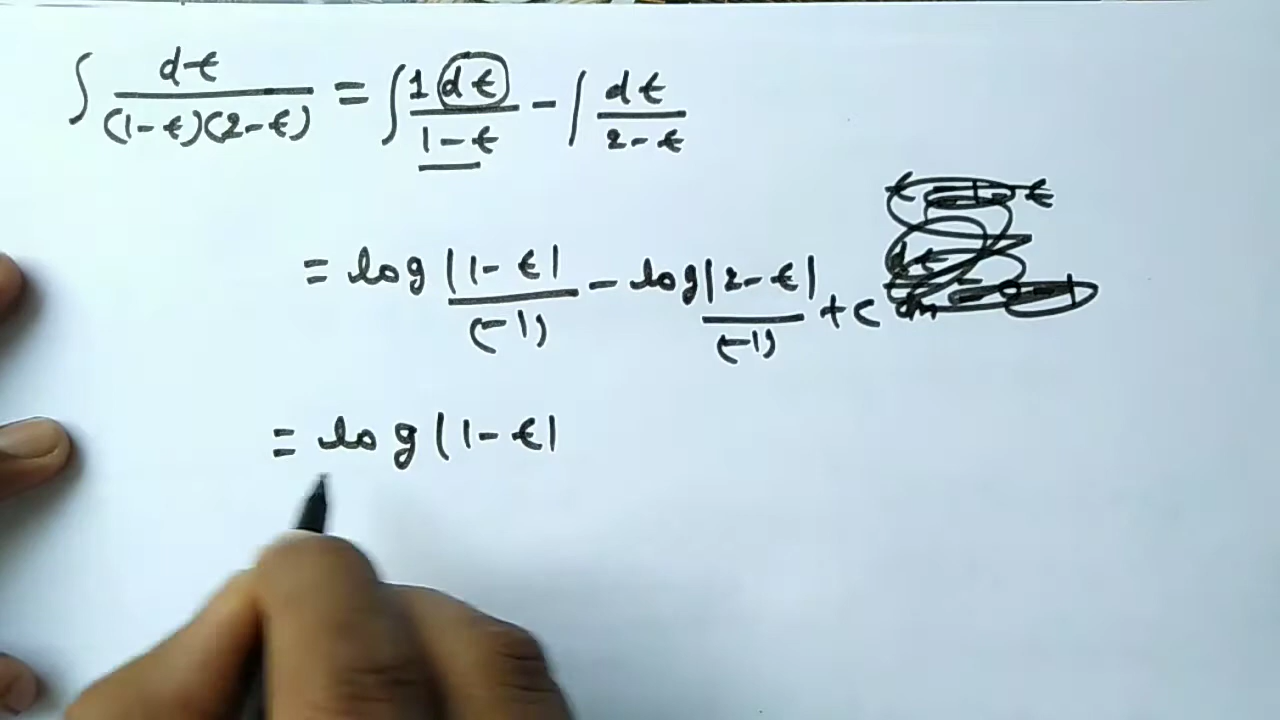 ∫ dt/(1-t)(2-t) = ∫ 1 dt/1-t - ∫ dt/2-t
= log |1-t|/(-1) - log|2-t|/(-1) + c
= log |1-t|